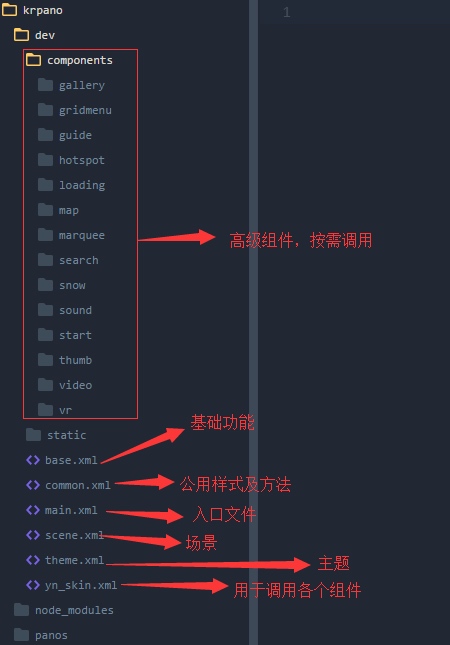 krpano
1
dev
components
gallery
gridmenu
guide
hotspot
loading
map
marquee
高级组件，按需调用
search
snow
sound
start
thumb
video
vr
基础功能
static
base.xml
common.xml
公用样式及方法
main.xml
入口文件
scene.xml
场景
theme.xml
主题
yn_skin.xml
用于调用各个组件
node_modules
panos